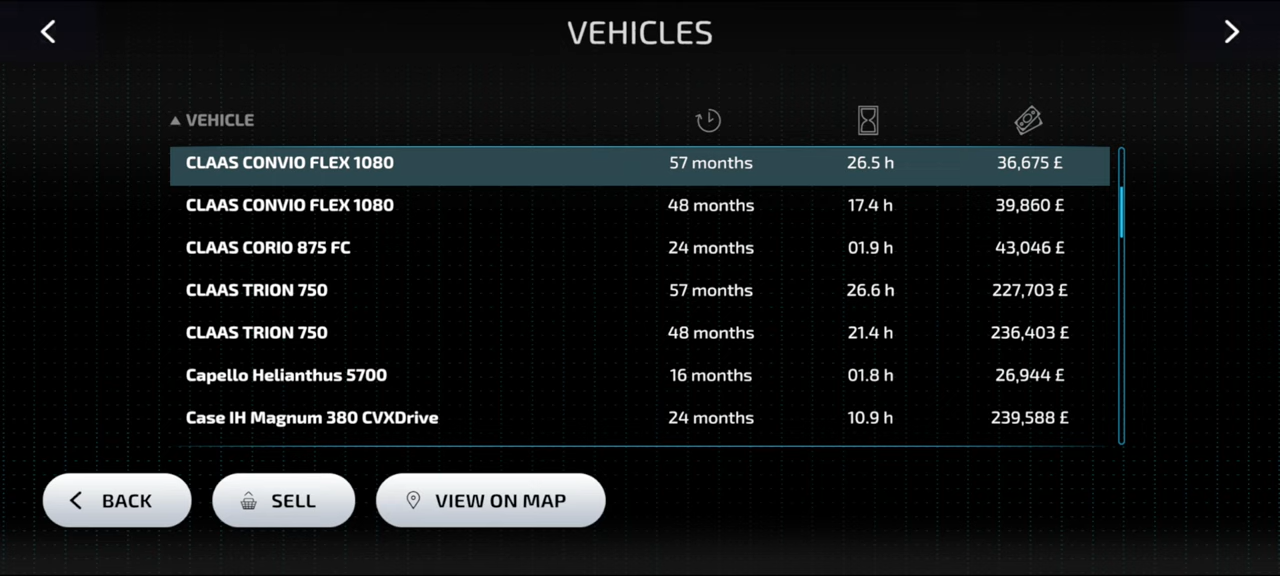 VEHICLES
VEHICLE
CLAAS CONVIO FLEX 1080 57 months 26.5 h 36,675 £
CLAAS CONVIO FLEX 1080 48 months 17.4 h 39,860 £
CLAAS CORIO 875 FC 24 months 01.9 h 43,046 £
CLAAS TRION 750 57 months 26.6 h 227,703 £
CLAAS TRION 750 48 months 21.4 h 236,403 £
Capello Helianthus 5700 16 months 01.8 h 26,944 £
Case IH Magnum 380 CVXDrive 24 months 10.9 h 239,588 £
BACK SELL VIEW ON MAP